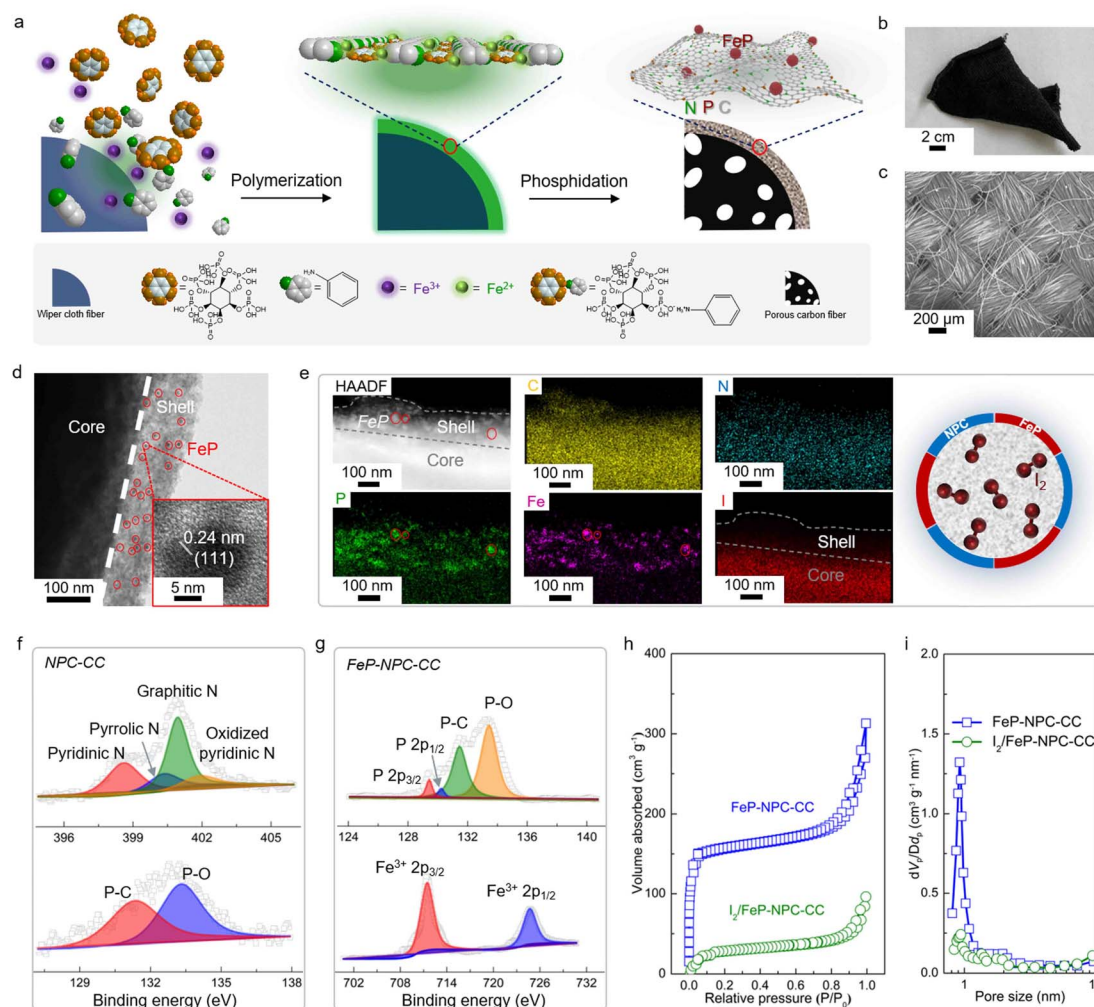 a
FeP
N P C
Polymerization
Phosphidation
Wiper cloth fiber
=
=
H₂N
= Fe³⁺
= Fe²⁺
=
Porous carbon fiber
b
2 cm
c
200 μm
d
Core
Shell
FeP
0.24 nm
(111)
100 nm
5 nm
e
HAADF
FeP
Shell
Core
100 nm
C
100 nm
N
100 nm
P
100 nm
Fe
100 nm
I
Shell
Core
100 nm
NPC
FeP
I₂
f
NPC-CC
Graphitic N
Pyrrolic N
Pyridinic N
Oxidized
pyridinic N
396 399 402 405
P-C
P-O
129 132 135 138
Binding energy (eV)
g
FeP-NPC-CC
P-O
P-C
P 2p1/2
P 2p3/2
124 128 132 136 140
Fe³⁺ 2p3/2
Fe³⁺ 2p1/2
702 708 714 720 726 732
Binding energy (eV)
h
Volume absorbed (cm³ g⁻¹)
400
300
200
100
0
FeP-NPC-CC
I₂/FeP-NPC-CC
0.0 0.2 0.4 0.6 0.8 1.0
Relative pressure (P/P₀)
i
dVₚ/Ddₚ (cm³ g⁻¹ nm⁻¹)
2.0
1.5
1.0
0.5
0.0
FeP-NPC-CC
I₂/FeP-NPC-CC
1
Pore size (nm)